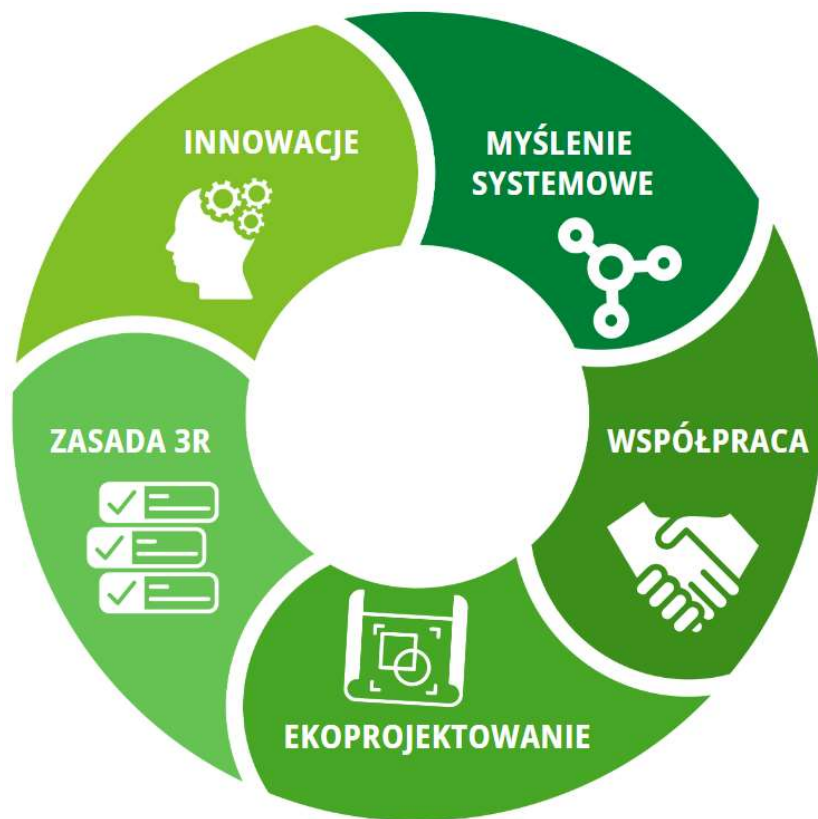 INNOWACJE
MYŚLENIE
SYSTEMOWE
ZASADA 3R
WSPÓŁPRACA
EKOPROJEKTOWANIE